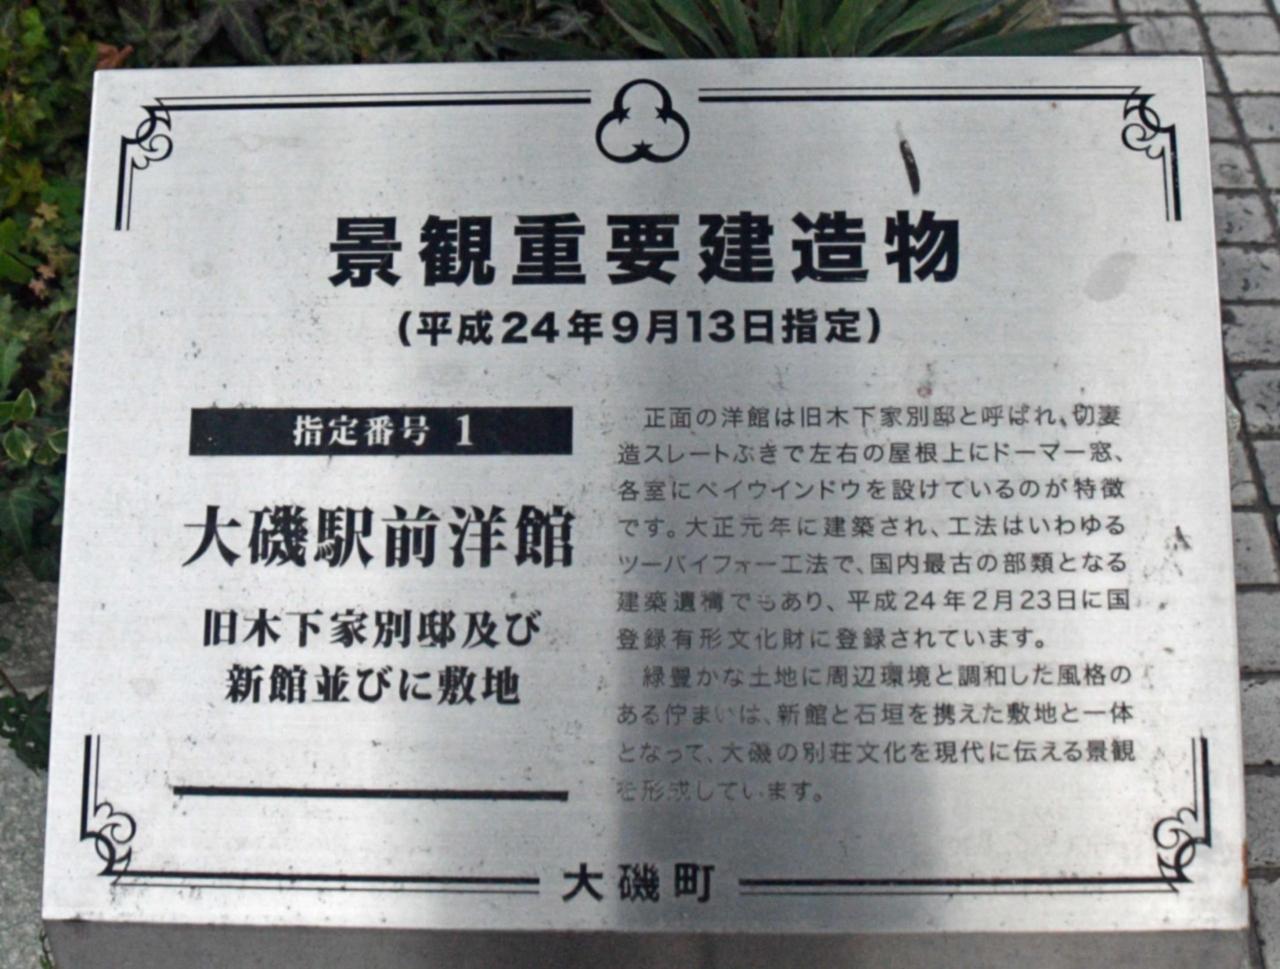 景観重要建造物
(平成24年9月13日指定)
指定番号 1
大磯駅前洋館
旧木下家別邸及び
新館並びに敷地
正面の洋館は旧木下家別邸と呼ばれ、切妻
造スレートぶきで左右の屋根上にドーマー窓、
各室にベイウインドウを設けているのが特徴
です。大正元年に建築され、工法はいわゆる
ツーバイフォー工法で、国内最古の部類となる
建築遺構でもあり、平成24年2月23日に国
登録有形文化財に登録されています。
緑豊かな土地に周辺環境と調和した風格の
ある佇まいは、新館と石垣を携えた敷地と一体
となって、大磯の別荘文化を現代に伝える景観
を形成しています。
大磯町